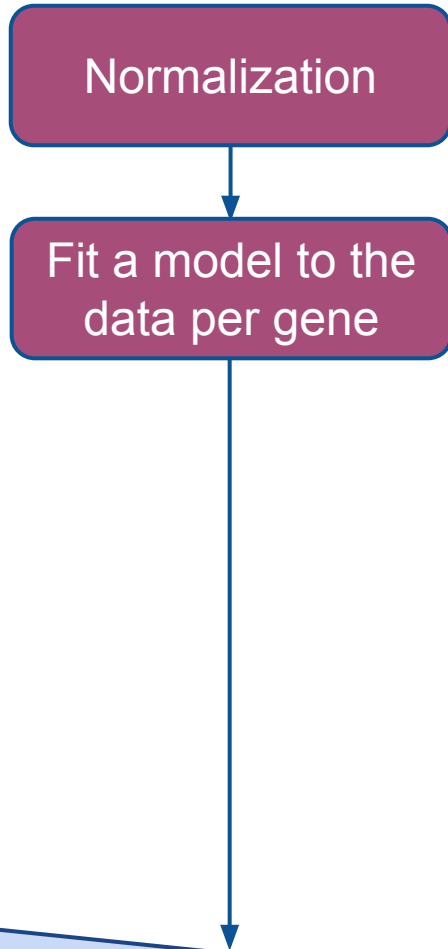 Normalization
Fit a model to the
data per gene